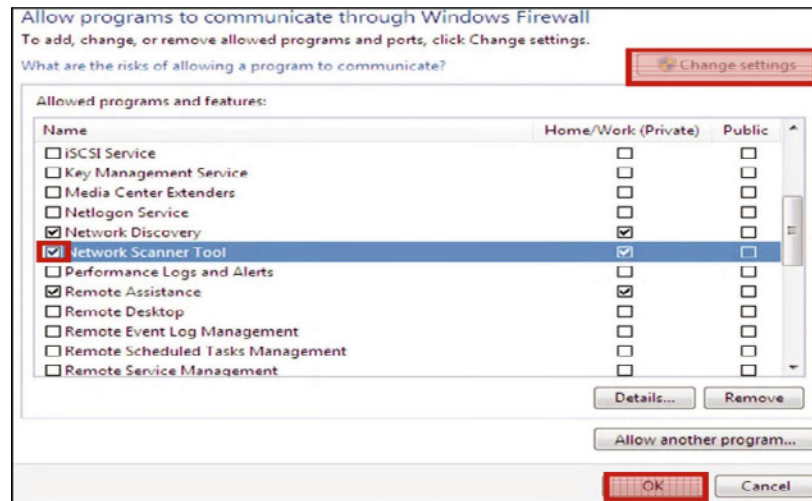 Allow programs to communicate through Windows Firewall
To add, change, or remove allowed programs and ports, click Change settings.
What are the risks of allowing a program to communicate?
Change settings
Allowed programs and features:
Name Home/Work (Private) Public
iSCSI Service
Key Management Service
Media Center Extenders
Netlogon Service
Network Discovery
Network Scanner Tool
Performance Logs and Alerts
Remote Assistance
Remote Desktop
Remote Event Log Management
Remote Scheduled Tasks Management
Remote Service Management
Details... Remove
Allow another program...
OK Cancel